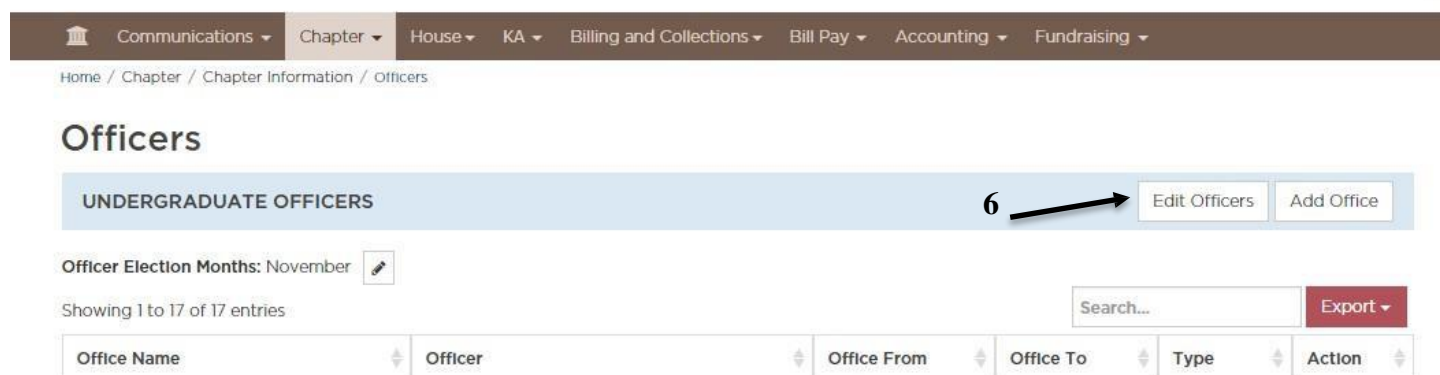 Communications Chapter House KA Billing and Collections Bill Pay Accounting Fundraising
Home / Chapter / Chapter Information / Officers
Officers
UNDERGRADUATE OFFICERS 6 Edit Officers Add Office
Officer Election Months: November
Showing 1 to 17 of 17 entries Search... Export
Office Name Officer Office From Office To Type Action